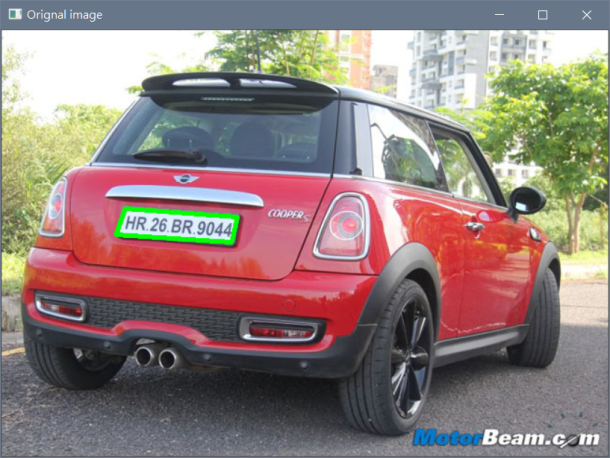 Orignal image
COOPER S
HR.26.BR.9044
MotorBeam.com